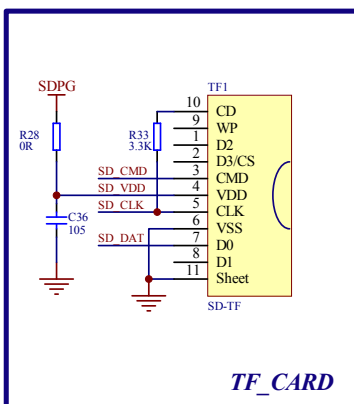 SDPG
TF1
R28
0R
R33
3.3K
10 CD
9 WP
1 D2
2 D3/CS
SD_CMD 3 CMD
SD_VDD 4 VDD
SD_CLK 5 CLK
6 VSS
SD_DAT 7 D0
8 D1
11 Sheet
C36
105
SD-TF
TF_CARD